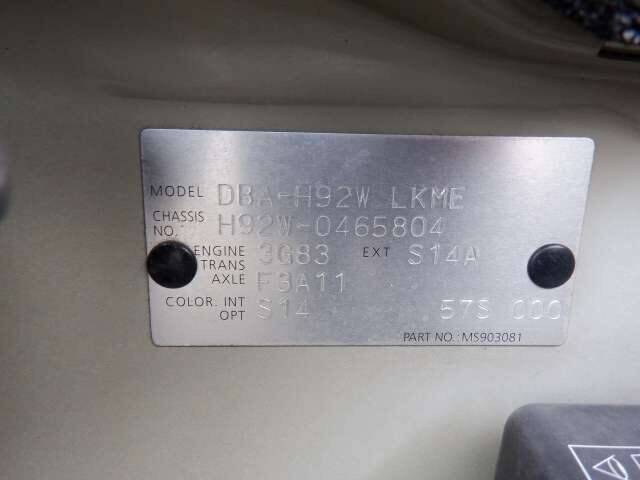 MODEL DBA-H92W LKME
CHASSIS NO. H92W-0465804
ENGINE 3G83 EXT S14A
TRANS AXLE F3A11
COLOR. INT OPT S14 57S 000
PART NO.: MS903081